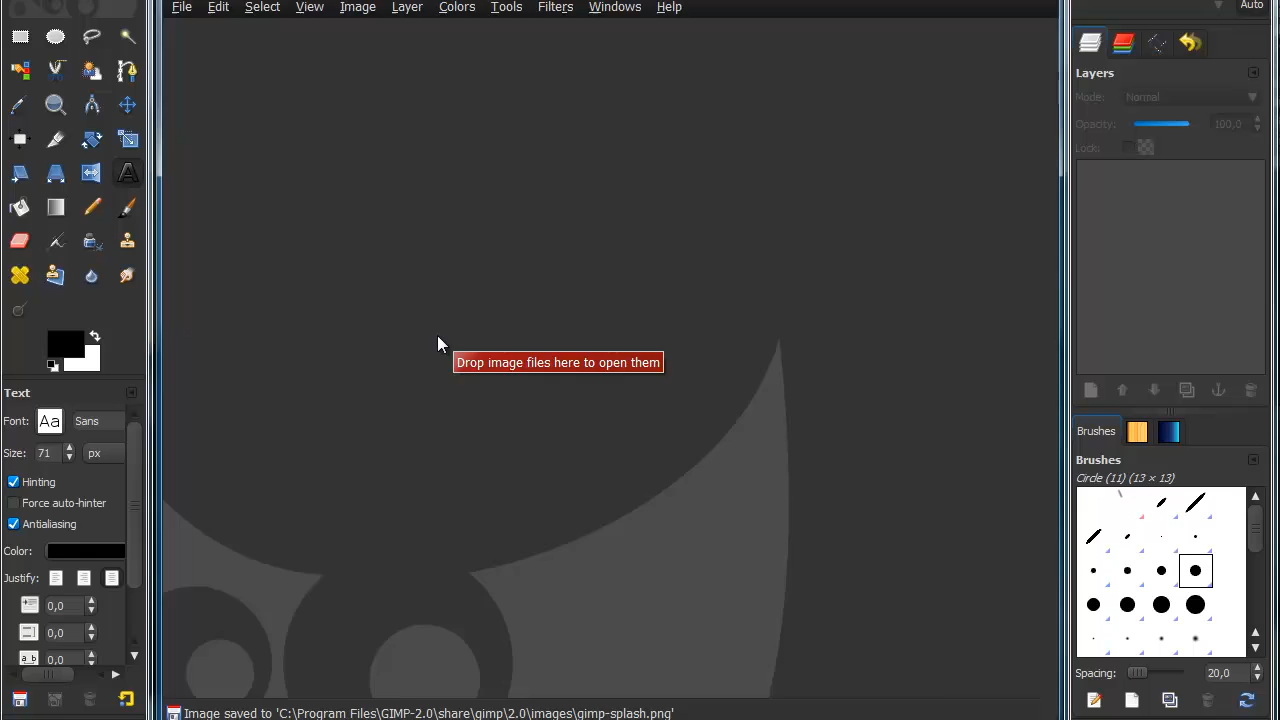 File Edit Select View Image Layer Colors Tools Filters Windows Help
Auto
Layers
Mode: Normal
Opacity: 100,0
Lock:
Drop image files here to open them
Text
Font: Aa Sans
Size: 71 px
Hinting
Force auto-hinter
Antialiasing
Color:
Justify:
0,0
0,0
0,0
Brushes
Brushes
Circle (11) (13 × 13)
Spacing: 20,0
Image saved to 'C:\Program Files\GIMP-2.0\share\gimp\2.0\images\gimp-splash.png'